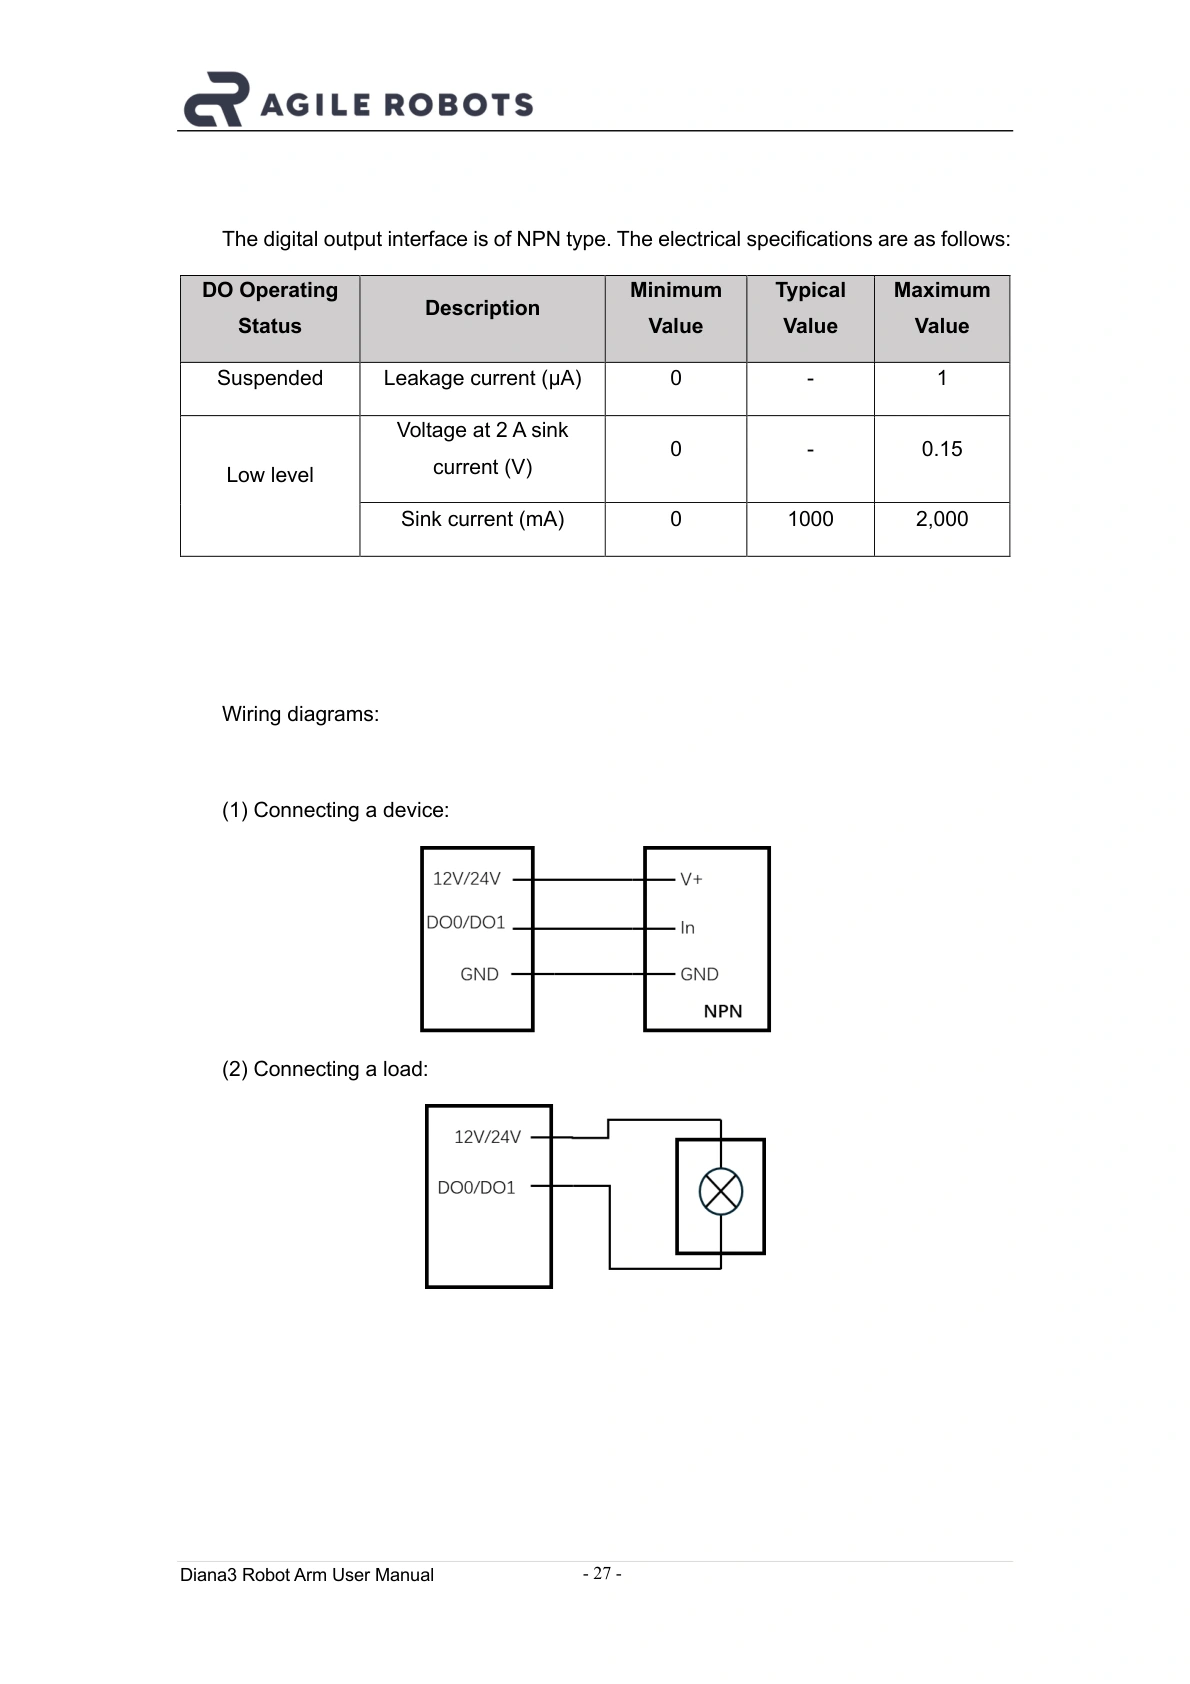 AGILE ROBOTS
The digital output interface is of NPN type. The electrical specifications are as follows:
DO Operating
Status
Description
Minimum
Value
Typical
Value
Maximum
Value
Suspended
Leakage current (μA)
0
-
1
Low level
Voltage at 2 A sink
current (V)
0
-
0.15
Sink current (mA)
0
1000
2,000
Wiring diagrams:
(1) Connecting a device:
12V/24V
V+
DO0/DO1
In
GND
GND
NPN
(2) Connecting a load:
12V/24V
DO0/DO1
Diana3 Robot Arm User Manual
- 27 -